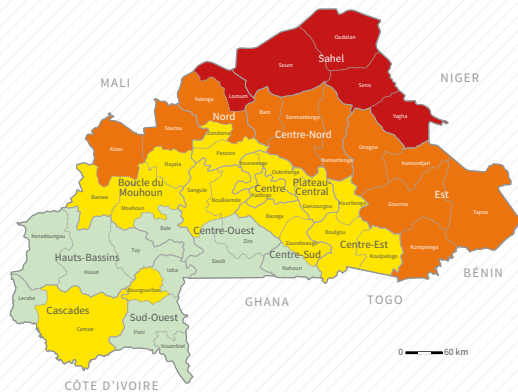 Oudalan
Sahel
Soum
MALI
NIGER
Seno
Yatenga
Loroum
Bam
Sanmentenga
Yagha
Nord
Sourou
Zondoma
Centre-Nord
Kossi
Passore
Gnagna
Kourweogo
Namentenga
Komondjari
Nayala
Oubritenga
Boucle du
Mouhoun
Sanguie
Centre
Plateau-
Central
Est
Banwa
Boulkiemde
Kadiogo
Ganzourgou
Kouritenga
Gourma
Tapoa
Mouhoun
Bazega
Bale
Centre-Ouest
Boulgou
Kenedougou
Ziro
Zoundweogo
Centre-Est
Kompienga
Tuy
Hauts-Bassins
Sissili
Centre-Sud
Koulpelogo
Houet
Ioba
Nahouri
BÉNIN
Bougouriba
Leraba
GHANA
TOGO
Cascades
Sud-Ouest
Comoe
Poni
Noumbiel
0 60 km
CÔTE D'IVOIRE